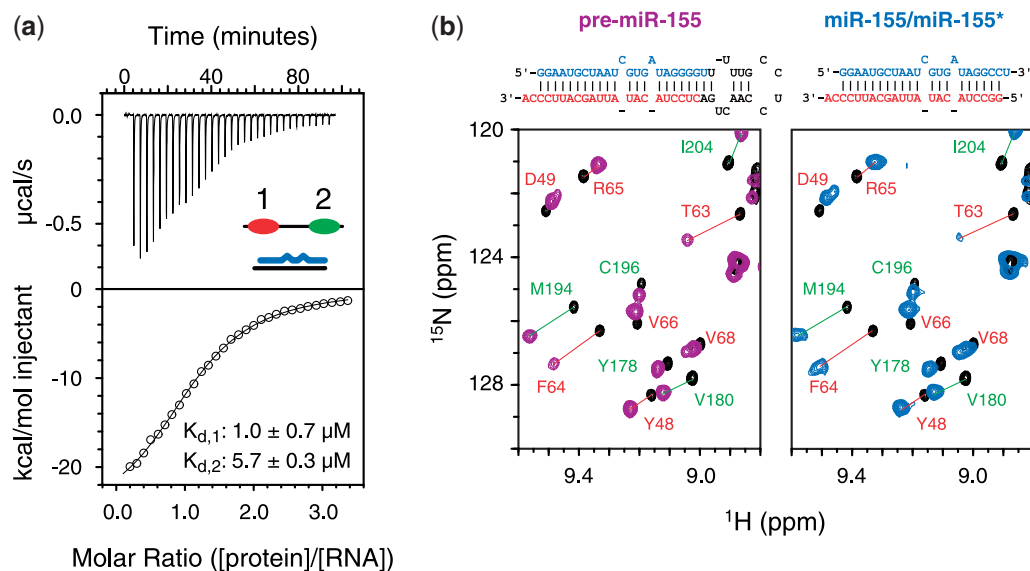 (a)
Time (minutes)
0 20 40 60 80
0.0
-0.5
µcal/s
1 2
0
-10
-20
kcal/mol injectant
Kd,1: 1.0 ± 0.7 µM
Kd,2: 5.7 ± 0.3 µM
0.0 1.0 2.0 3.0
Molar Ratio ([protein]/[RNA])
(b)
pre-miR-155
C A -U U C
5'- GGAAUGCUAAU GUG UAGGGGUU UUG C
3'-ACCCUUACGAUUA UAC AUCCUCAG AAC U
- - UC C
miR-155/miR-155*
C A
5'- GGAAUGCUAAU GUG UAGGCCU -3'
3'-ACCCUUACGAUUA UAC AUCCGG -5'
- -
120
124
128
15N (ppm)
D49
R65
I204
T63
C196
M194
V66
V68
F64
Y178
V180
Y48
9.4 9.0
D49
R65
I204
T63
C196
M194
V66
V68
F64
Y178
V180
Y48
9.4 9.0
1H (ppm)